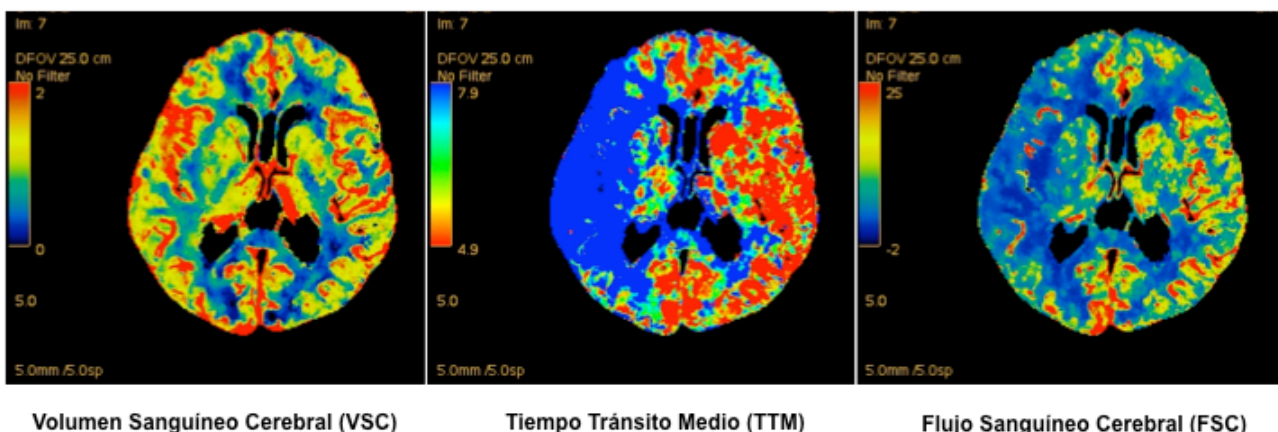 Im: 7
DFOV 25.0 cm
No Filter
2
0
5.0
5.0mm /5.0sp
Im: 7
DFOV 25.0 cm
No Filter
7.9
4.9
5.0
5.0mm /5.0sp
Im: 7
DFOV 25.0 cm
No Filter
25
-2
5.0
5.0mm /5.0sp
Volumen Sanguíneo Cerebral (VSC)
Tiempo Tránsito Medio (TTM)
Flujo Sanguíneo Cerebral (FSC)